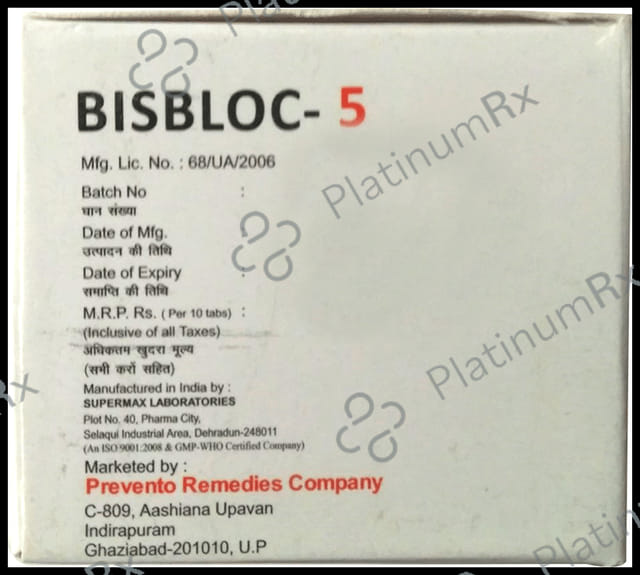 BISBLOC- 5
Mfg. Lic. No. : 68/UA/2006
Batch No :
घान संख्या
Date of Mfg. :
उत्पादन की तिथि
Date of Expiry :
समाप्ति की तिथि
M.R.P. Rs. ( Per 10 tabs) :
(Inclusive of all Taxes)
अधिकतम खुदरा मूल्य
(सभी करों सहित)
Manufactured in India by :
SUPERMAX LABORATORIES
Plot No. 40, Pharma City,
Selaqui Industrial Area, Dehradun-248011
(An ISO 9001:2008 & GMP-WHO Certified Company)
Marketed by :
Prevento Remedies Company
C-809, Aashiana Upavan
Indirapuram
Ghaziabad-201010, U.P
PlatinumRx
PlatinumRx